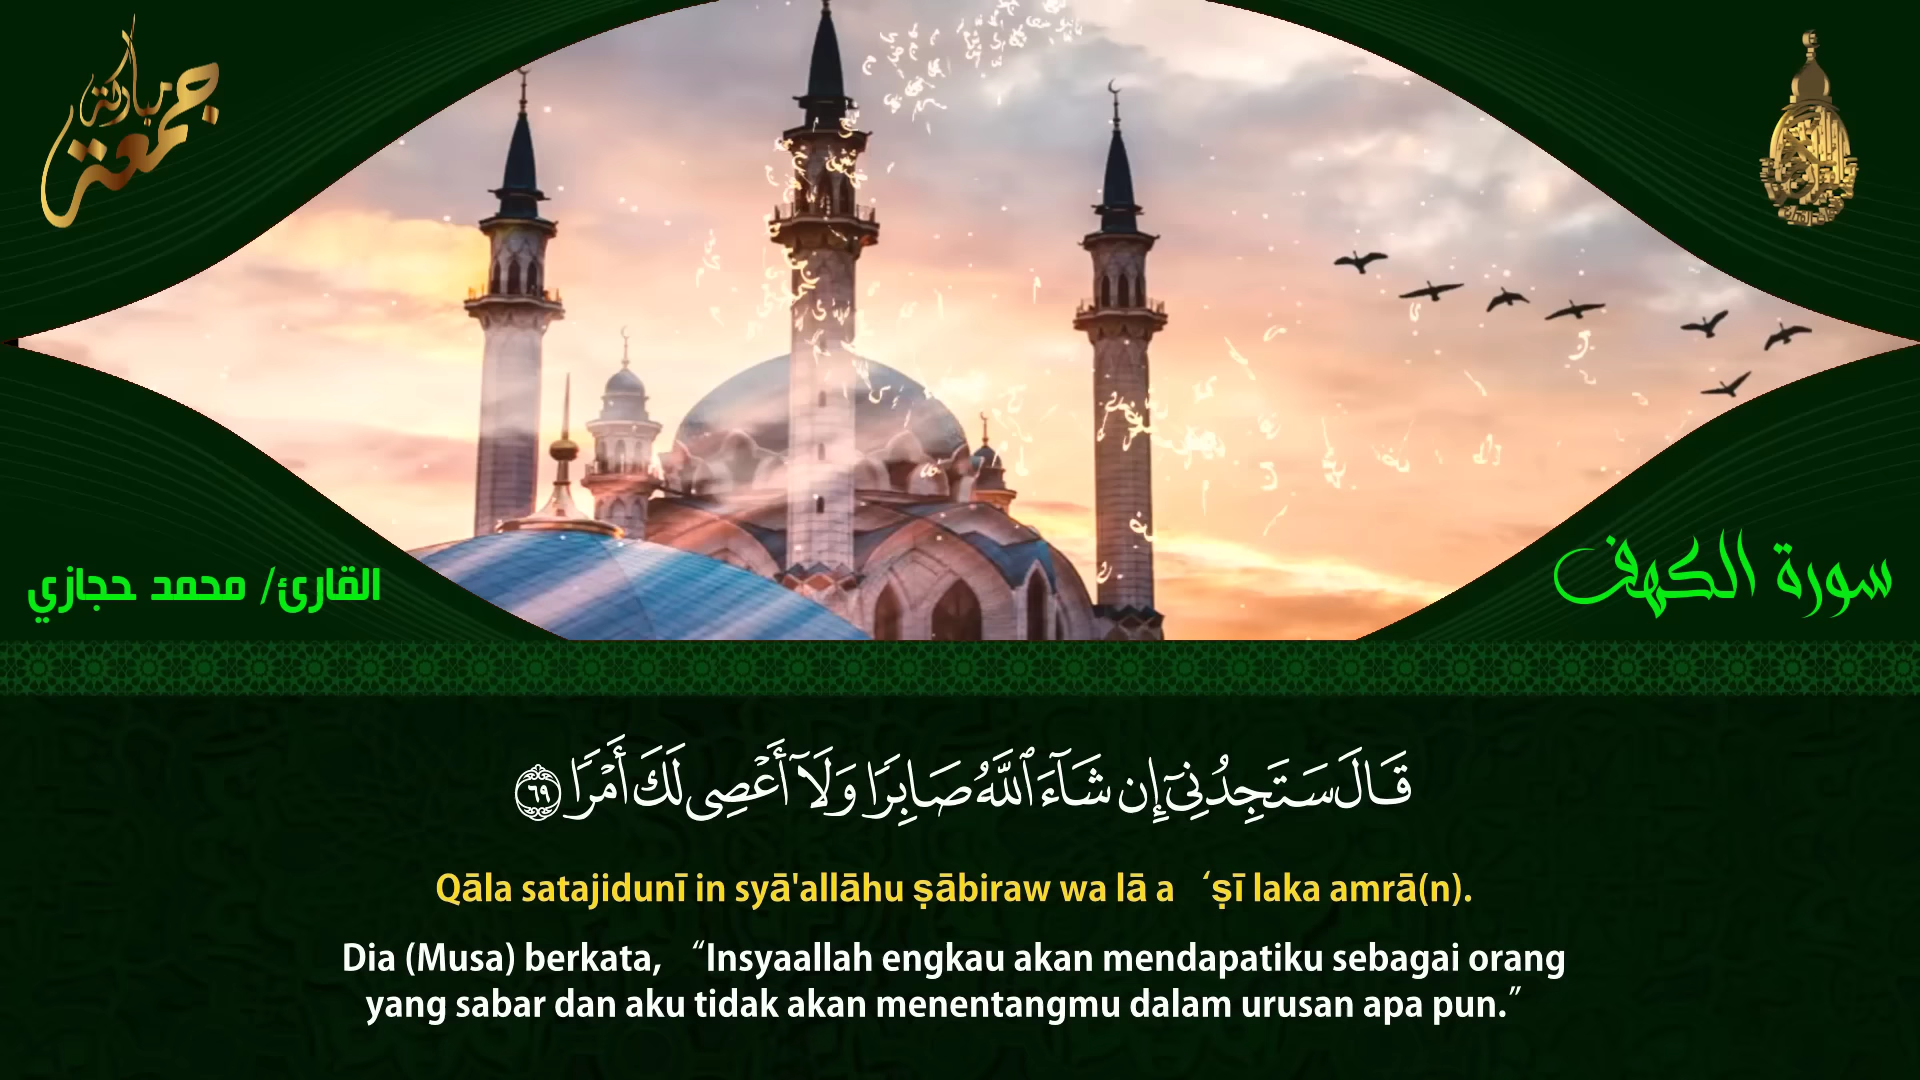 جمعة مباركة
القارئ/ محمد حجازي
سورة الكهف
قَالَ سَتَجِدُنِىٓ إِن شَآءَ ٱللَّهُ صَابِرًا وَلَآ أَعْصِى لَكَ أَمْرًا ٦٩
Qāla satajidunī in syā'allāhu ṣābiraw wa lā a ‘ṣī laka amrā(n).
Dia (Musa) berkata, “Insyaallah engkau akan mendapatiku sebagai orang
yang sabar dan aku tidak akan menentangmu dalam urusan apa pun.”